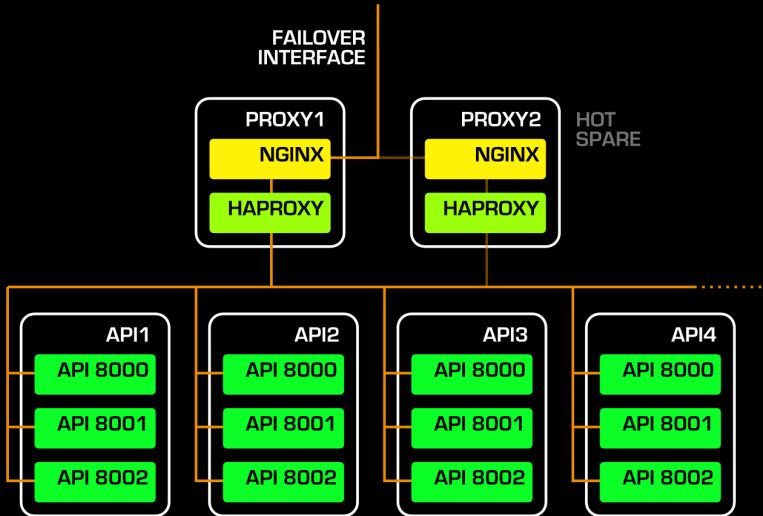 FAILOVER
INTERFACE
PROXY1
PROXY2
HOT
SPARE
NGINX
NGINX
HAPROXY
HAPROXY
API1
API2
API3
API4
API 8000
API 8000
API 8000
API 8000
API 8001
API 8001
API 8001
API 8001
API 8002
API 8002
API 8002
API 8002